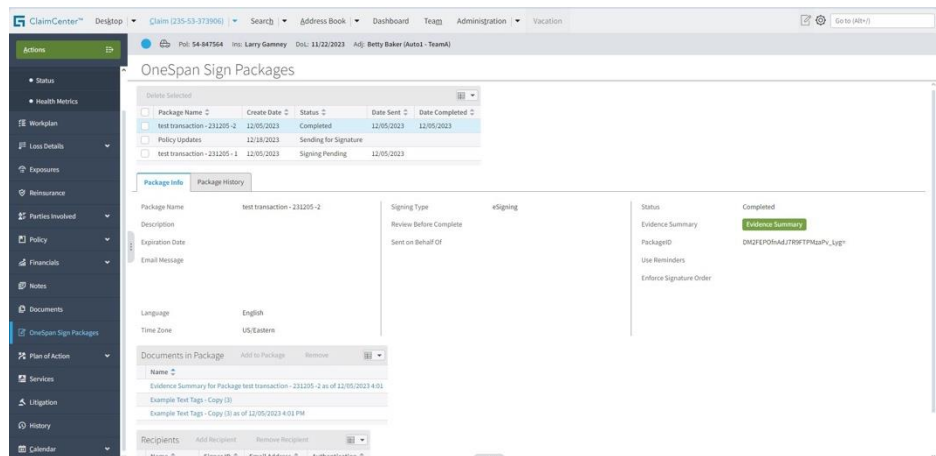 ClaimCenter™ Desktop Claim (235-53-373906) Search Address Book Dashboard Team Administration Vacation Go to (Alt+/)
Actions
Pol: 54-847564 Ins: Larry Gamney DoL: 11/22/2023 Adj: Betty Baker (Auto1 - TeamA)
Status
Health Metrics
Workplan
Loss Details
Exposures
Reinsurance
Parties Involved
Policy
Financials
Notes
Documents
OneSpan Sign Packages
Plan of Action
Services
Litigation
History
Calendar
OneSpan Sign Packages
Delete Selected
Package Name Create Date Status Date Sent Date Completed
test transaction - 231205 -2 12/05/2023 Completed 12/05/2023 12/05/2023
Policy Updates 12/18/2023 Sending for Signature
test transaction - 231205 - 1 12/05/2023 Signing Pending 12/05/2023
Package Info Package History
Package Name test transaction - 231205 -2
Description
Expiration Date
Email Message
Language English
Time Zone US/Eastern
Signing Type eSigning
Review Before Complete
Sent on Behalf Of
Status Completed
Evidence Summary Evidence Summary
PackageID
Use Reminders
Enforce Signature Order
Documents in Package Add to Package Remove
Name
Evidence Summary for Package test transaction - 231205 -2 as of 12/05/2023 4:01
Example Text Tags - Copy (3)
Example Text Tags - Copy (3) as of 12/05/2023 4:01 PM
Recipients Add Recipient Remove Recipient
Name Signer ID Email Address Authentication